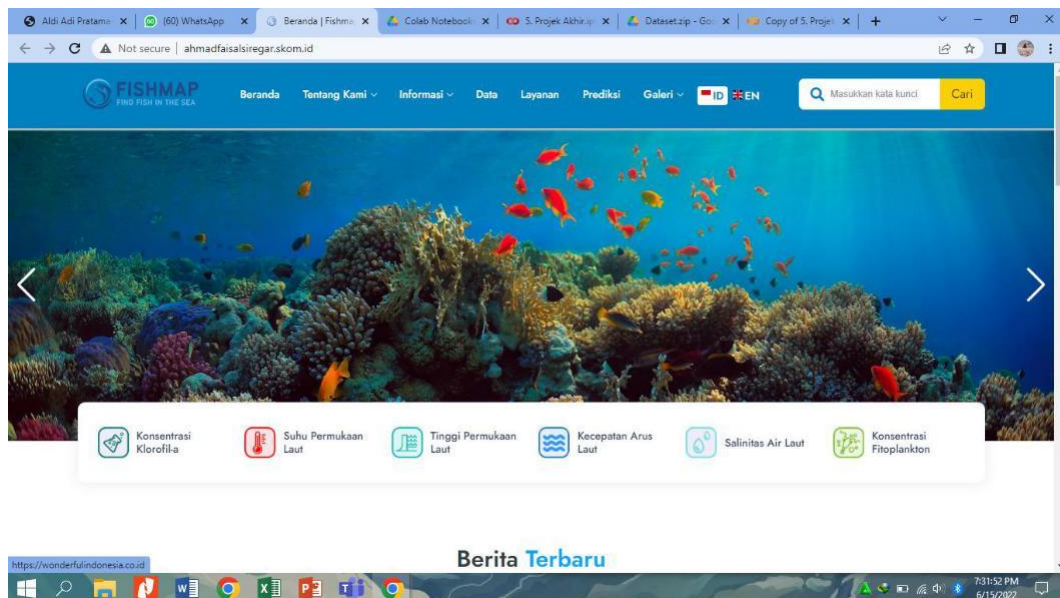 Aldi Adi Pratama
(60) WhatsApp
Beranda | Fishma
Colab Notebook
5. Projek Akhir.ip
Dataset.zip - Goo
Copy of 5. Projek
Not secure | ahmadfaisalsiregar.skom.id
FISHMAP
FIND FISH IN THE SEA
Beranda
Tentang Kami
Informasi
Data
Layanan
Prediksi
Galeri
ID
EN
Masukkan kata kunci
Cari
Konsentrasi
Klorofil-a
Suhu Permukaan
Laut
Tinggi Permukaan
Laut
Kecepatan Arus
Laut
Salinitas Air Laut
Konsentrasi
Fitoplankton
Berita Terbaru
https://wonderfulindonesia.co.id
7:31:52 PM
6/15/2022